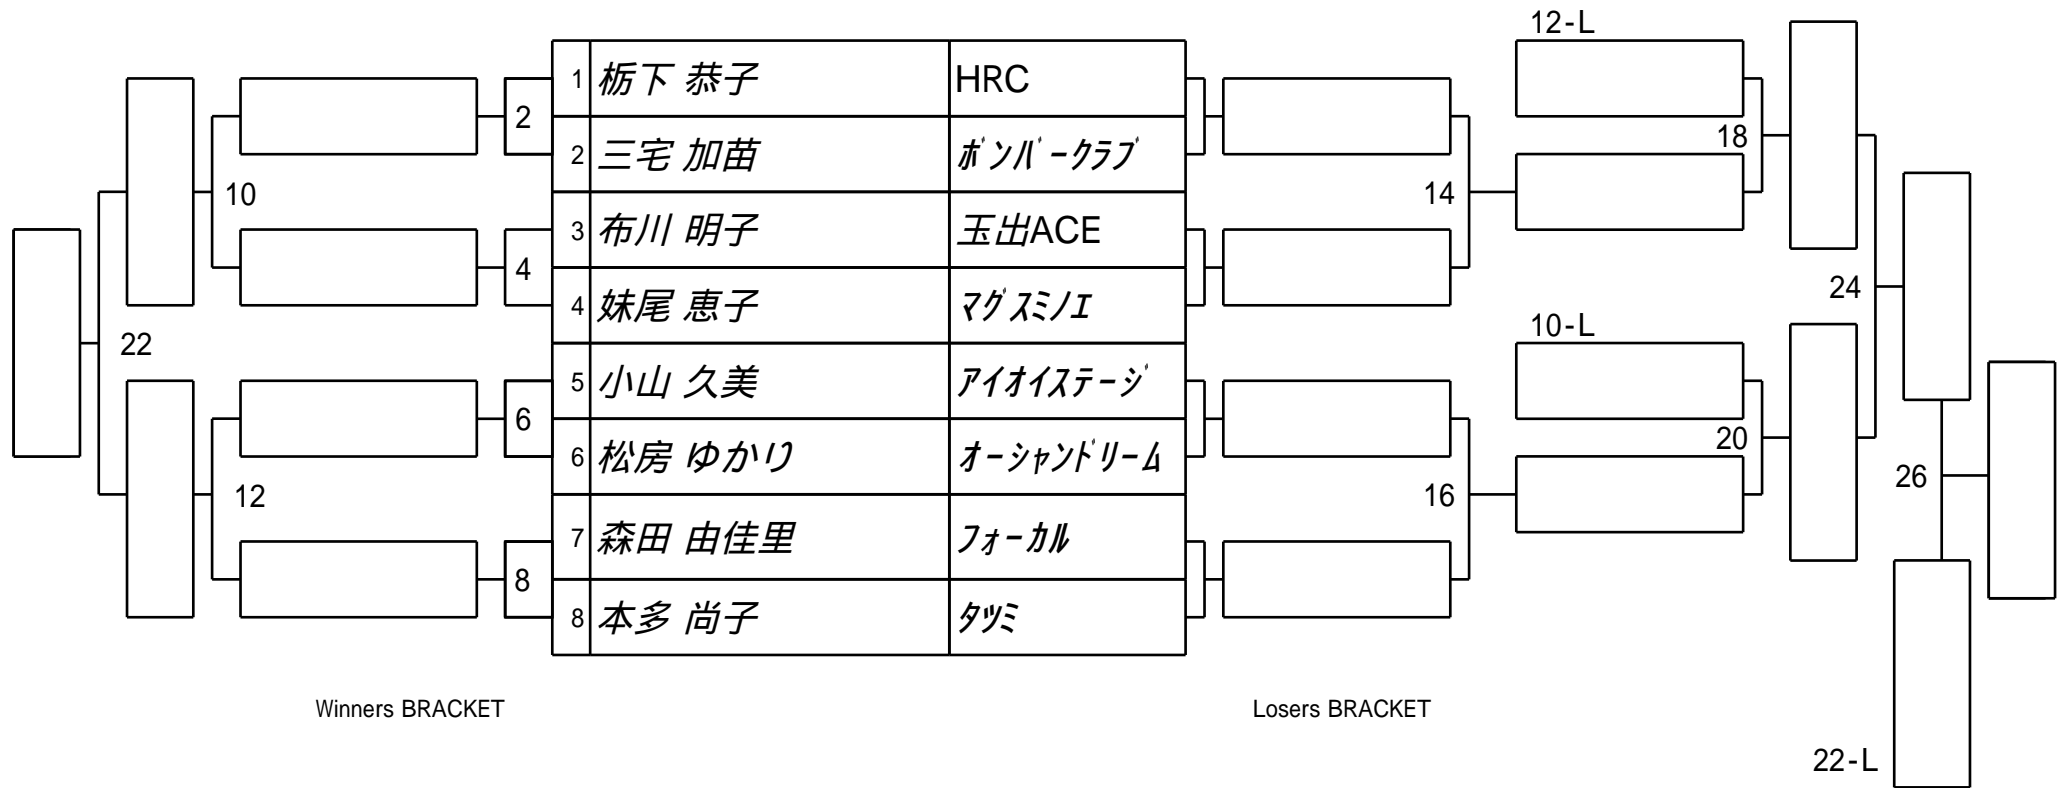 12-L
1 栃下 恭子 HRC
2
2 三宅 加苗 ボンバークラブ
18
10
3 布川 明子 玉出ACE
14
4
4 妹尾 恵子 マグスミノエ
24
22
10-L
5 小山 久美 アイオイステージ
6
6 松房 ゆかり オーシャンドリーム
20
12
16
26
7 森田 由佳里 フォーカル
8
8 本多 尚子 タツミ
Winners BRACKET
Losers BRACKET
22-L